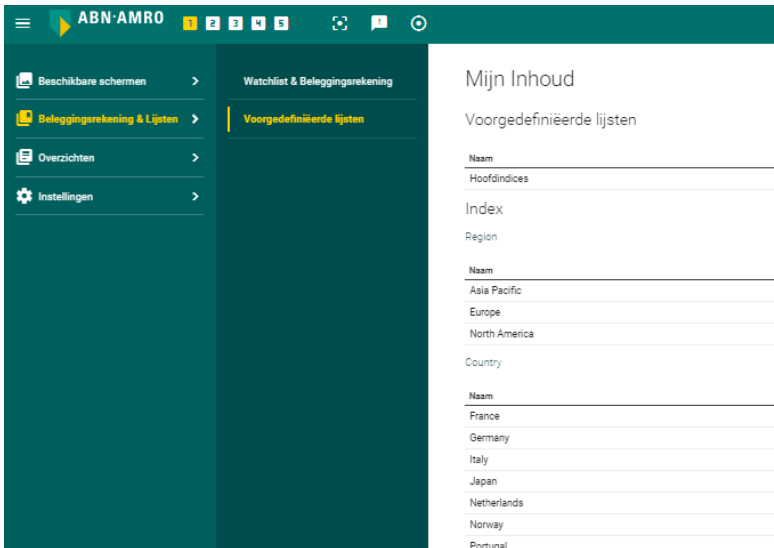 ABN·AMRO
1 2 3 4 5
Beschikbare schermen
Beleggingsrekening & Lijsten
Overzichten
Instellingen
Watchlist & Beleggingsrekening
Voorgedefiniëerde lijsten
Mijn Inhoud
Voorgedefiniëerde lijsten
Naam
Hoofdindices
Index
Region
Naam
Asia Pacific
Europe
North America
Country
Naam
France
Germany
Italy
Japan
Netherlands
Norway
Portugal